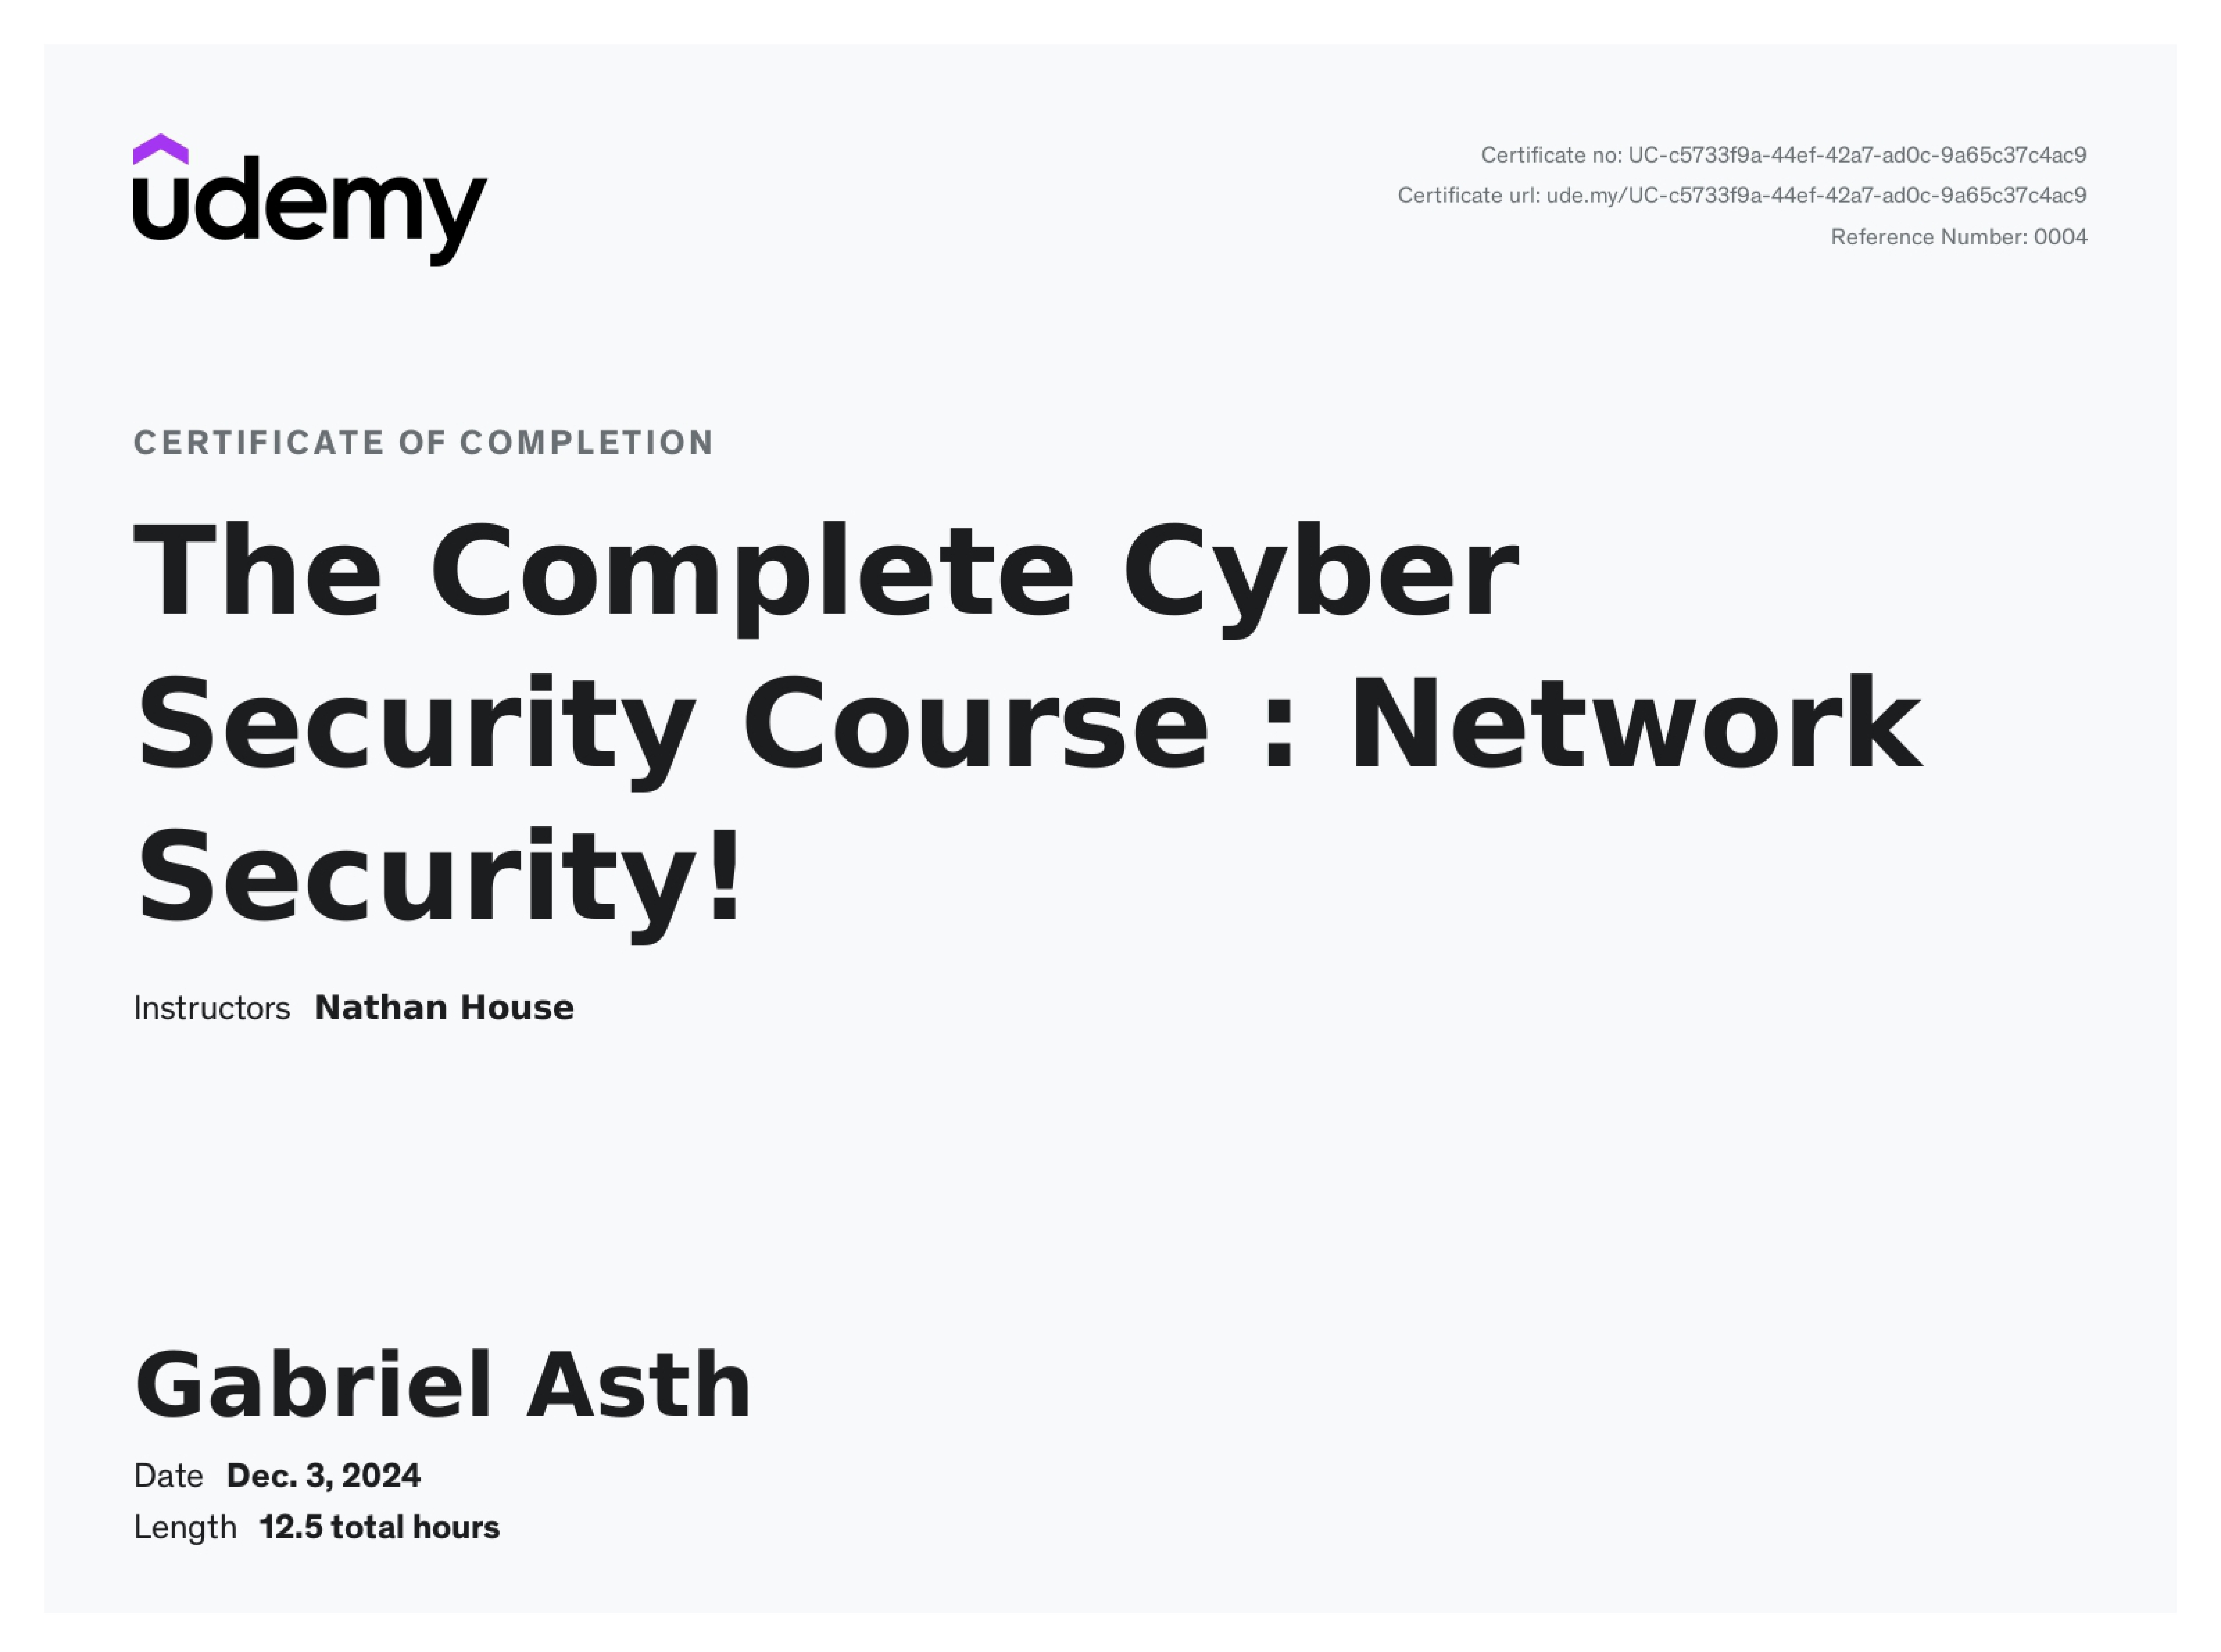 udemy
Certificate no: UC-c5733f9a-44ef-42a7-ad0c-9a65c37c4ac9
Certificate url: ude.my/UC-c5733f9a-44ef-42a7-ad0c-9a65c37c4ac9
Reference Number: 0004
CERTIFICATE OF COMPLETION
The Complete Cyber
Security Course : Network
Security!
Instructors Nathan House
Gabriel Asth
Date Dec. 3, 2024
Length 12.5 total hours